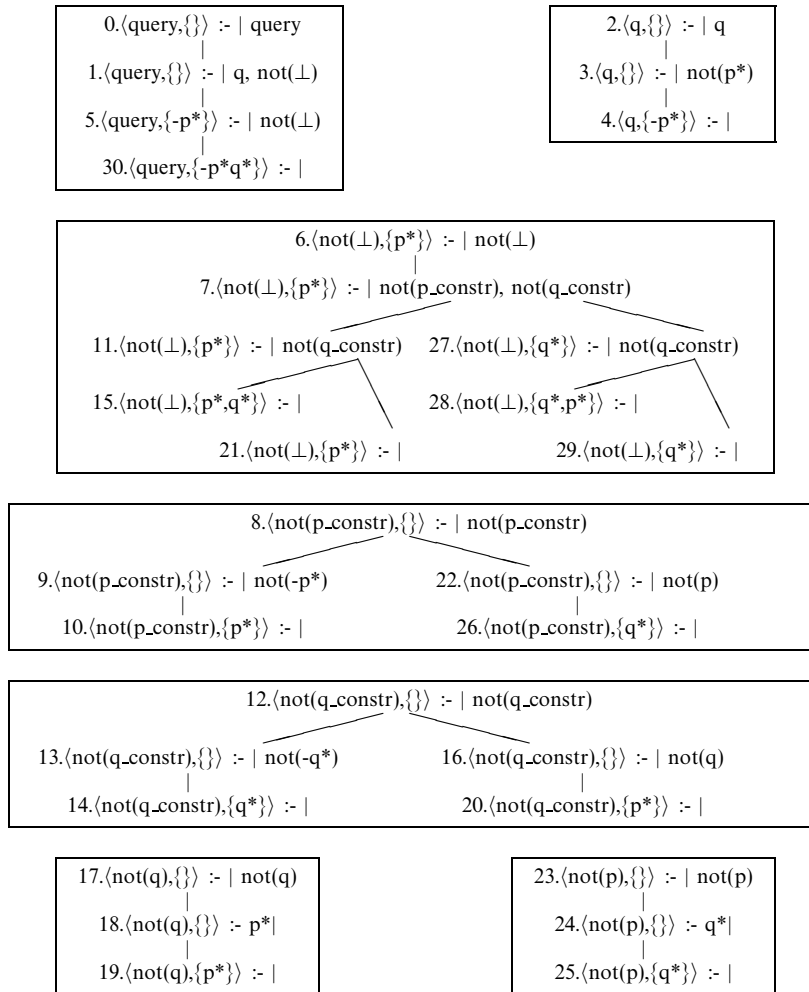 0.⟨query,{}⟩ :- | query
1.⟨query,{}⟩ :- | q, not(⊥)
5.⟨query,{-p*}⟩ :- | not(⊥)
30.⟨query,{-p*q*}⟩ :- |
2.⟨q,{}⟩ :- | q
3.⟨q,{}⟩ :- | not(p*)
4.⟨q,{-p*}⟩ :- |
6.⟨not(⊥),{p*}⟩ :- | not(⊥)
7.⟨not(⊥),{p*}⟩ :- | not(p_constr), not(q_constr)
11.⟨not(⊥),{p*}⟩ :- | not(q_constr) 27.⟨not(⊥),{q*}⟩ :- | not(q_constr)
15.⟨not(⊥),{p*,q*}⟩ :- | 28.⟨not(⊥),{q*,p*}⟩ :- |
21.⟨not(⊥),{p*}⟩ :- | 29.⟨not(⊥),{q*}⟩ :- |
8.⟨not(p_constr),{}⟩ :- | not(p_constr)
9.⟨not(p_constr),{}⟩ :- | not(-p*) 22.⟨not(p_constr),{}⟩ :- | not(p)
10.⟨not(p_constr),{p*}⟩ :- | 26.⟨not(p_constr),{q*}⟩ :- |
12.⟨not(q_constr),{}⟩ :- | not(q_constr)
13.⟨not(q_constr),{}⟩ :- | not(-q*) 16.⟨not(q_constr),{}⟩ :- | not(q)
14.⟨not(q_constr),{q*}⟩ :- | 20.⟨not(q_constr),{p*}⟩ :- |
17.⟨not(q),{}⟩ :- | not(q)
18.⟨not(q),{}⟩ :- p*|
19.⟨not(q),{p*}⟩ :- |
23.⟨not(p),{}⟩ :- | not(p)
24.⟨not(p),{}⟩ :- q*|
25.⟨not(p),{q*}⟩ :- |